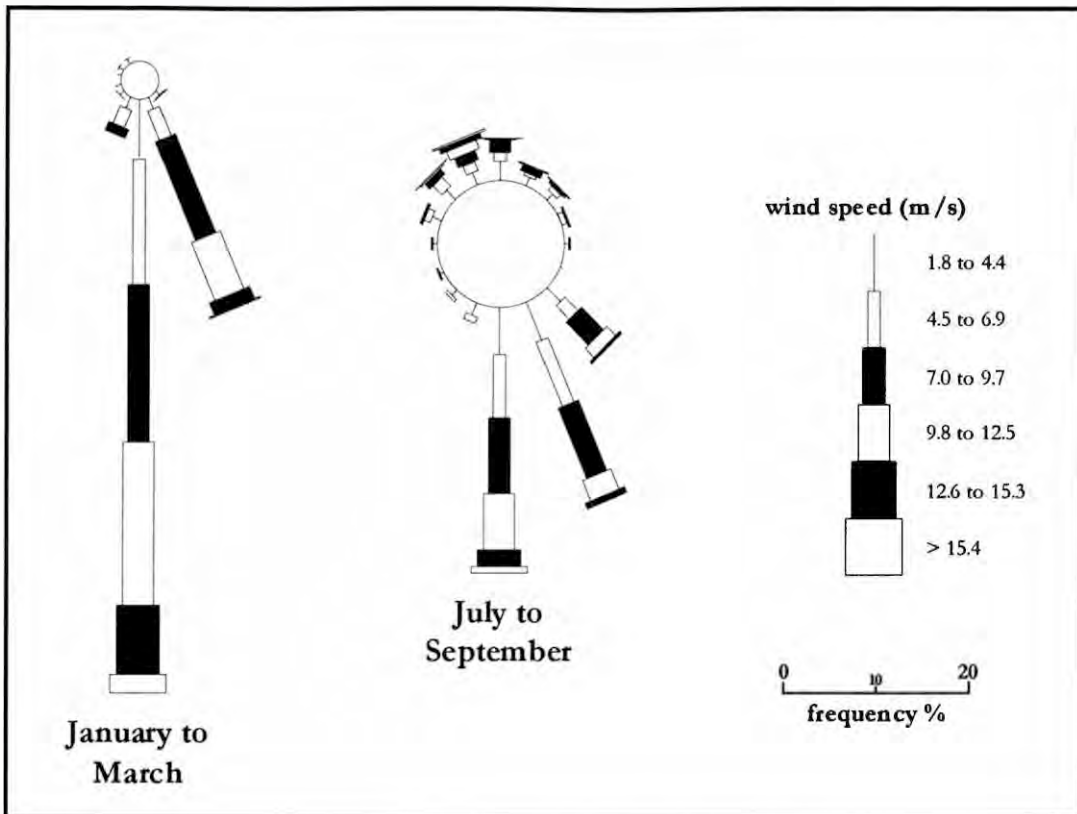 wind speed (m/s)
1.8 to 4.4
4.5 to 6.9
7.0 to 9.7
9.8 to 12.5
12.6 to 15.3
> 15.4
July to
September
0 10 20
frequency %
January to
March